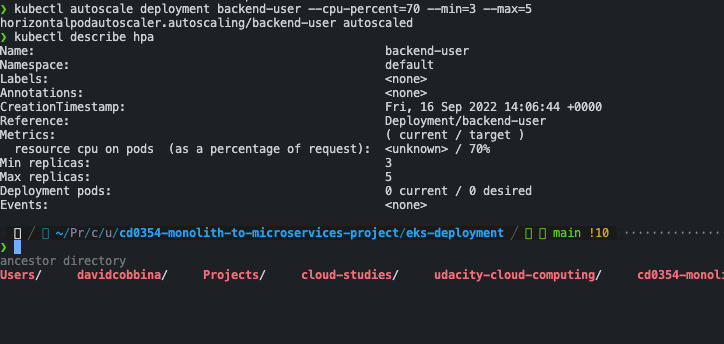 ❯ kubectl autoscale deployment backend-user --cpu-percent=70 --min=3 --max=5
horizontalpodautoscaler.autoscaling/backend-user autoscaled
❯ kubectl describe hpa
Name: backend-user
Namespace: default
Labels: <none>
Annotations: <none>
CreationTimestamp: Fri, 16 Sep 2022 14:06:44 +0000
Reference: Deployment/backend-user
Metrics: ( current / target )
  resource cpu on pods  (as a percentage of request): <unknown> / 70%
Min replicas: 3
Max replicas: 5
Deployment pods: 0 current / 0 desired
Events: <none>
/ ~/Pr/c/u/cd0354-monolith-to-microservices-project/eks-deployment / main !10
❯
ancestor directory
Users/ davidcobbina/ Projects/ cloud-studies/ udacity-cloud-computing/ cd0354-monoli